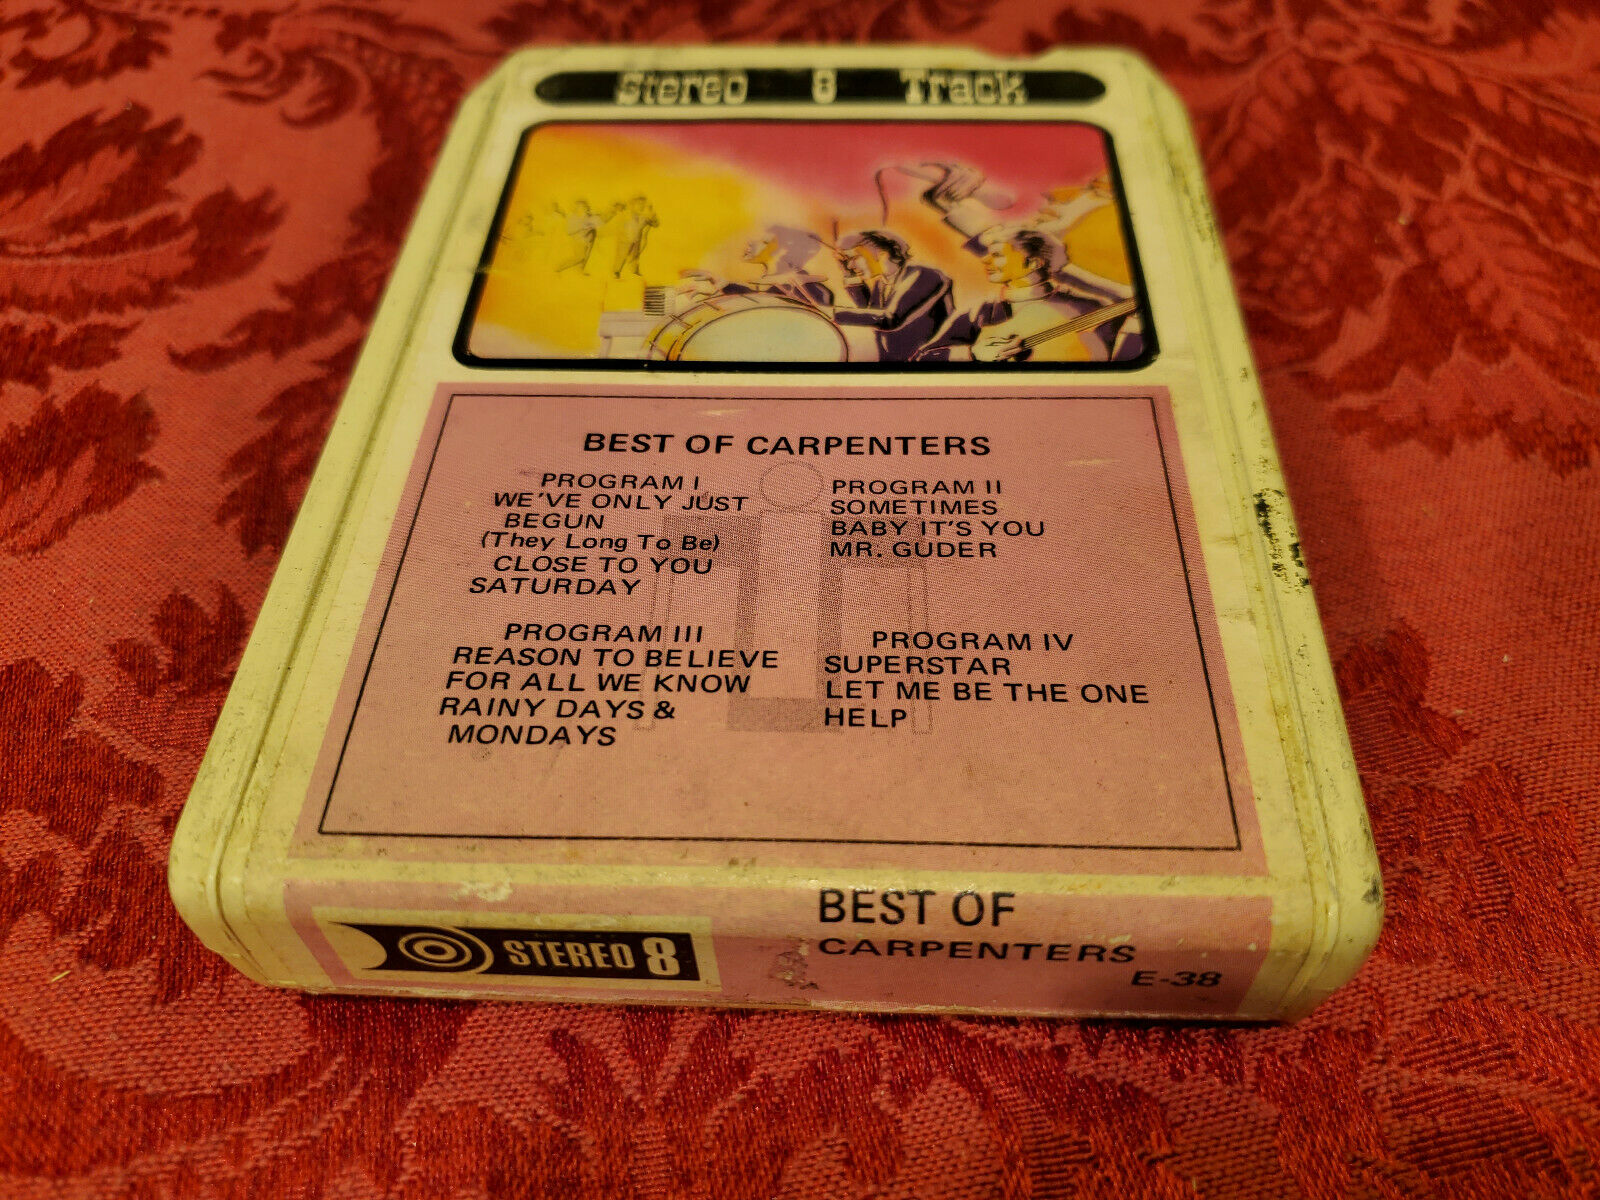 Stereo 8 Track
BEST OF CARPENTERS
PROGRAM I
WE'VE ONLY JUST
BEGUN
(They Long To Be)
CLOSE TO YOU
SATURDAY
PROGRAM II
SOMETIMES
BABY IT'S YOU
MR. GUDER
PROGRAM III
REASON TO BELIEVE
FOR ALL WE KNOW
RAINY DAYS &
MONDAYS
PROGRAM IV
SUPERSTAR
LET ME BE THE ONE
HELP
STEREO 8
BEST OF
CARPENTERS
E-38